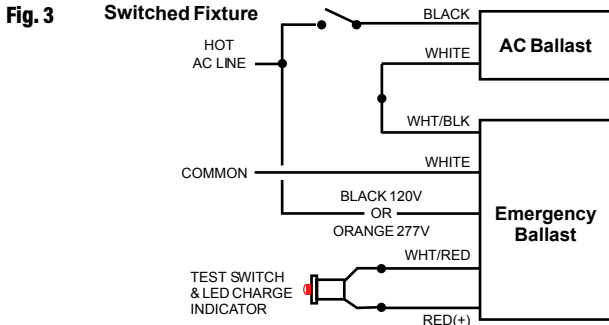 Fig. 3
Switched Fixture
HOT
AC LINE
BLACK
WHITE
AC Ballast
WHT/BLK
COMMON
WHITE
BLACK 120V
OR
ORANGE 277V
Emergency
Ballast
WHT/RED
TEST SWITCH
& LED CHARGE
INDICATOR
RED(+)